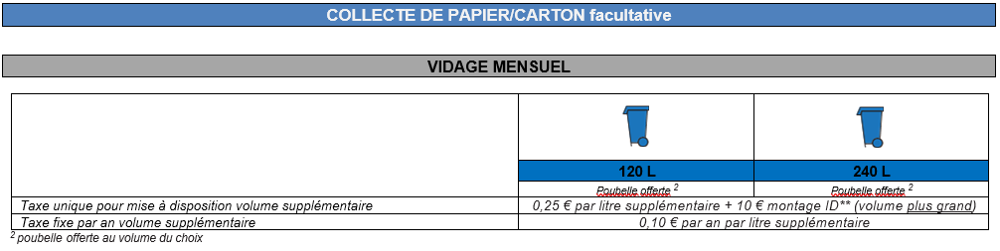 COLLECTE DE PAPIER/CARTON facultative
VIDAGE MENSUEL
120 L 240 L
Poubelle offerte 2 Poubelle offerte 2
Taxe unique pour mise à disposition volume supplémentaire 0,25 € par litre supplémentaire + 10 € montage ID** (volume plus grand)
Taxe fixe par an volume supplémentaire 0,10 € par an par litre supplémentaire
2 poubelle offerte au volume du choix